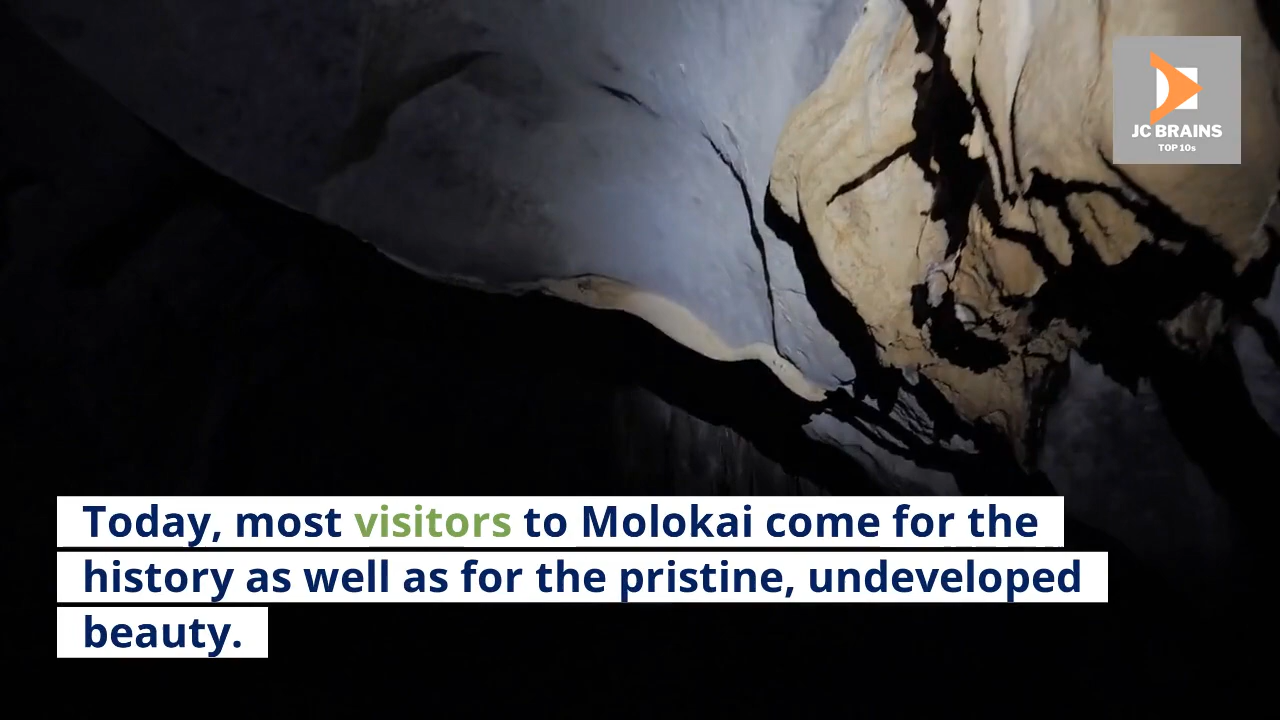 JC BRAINS
TOP 10s
Today, most visitors to Molokai come for the
history as well as for the pristine, undeveloped
beauty.